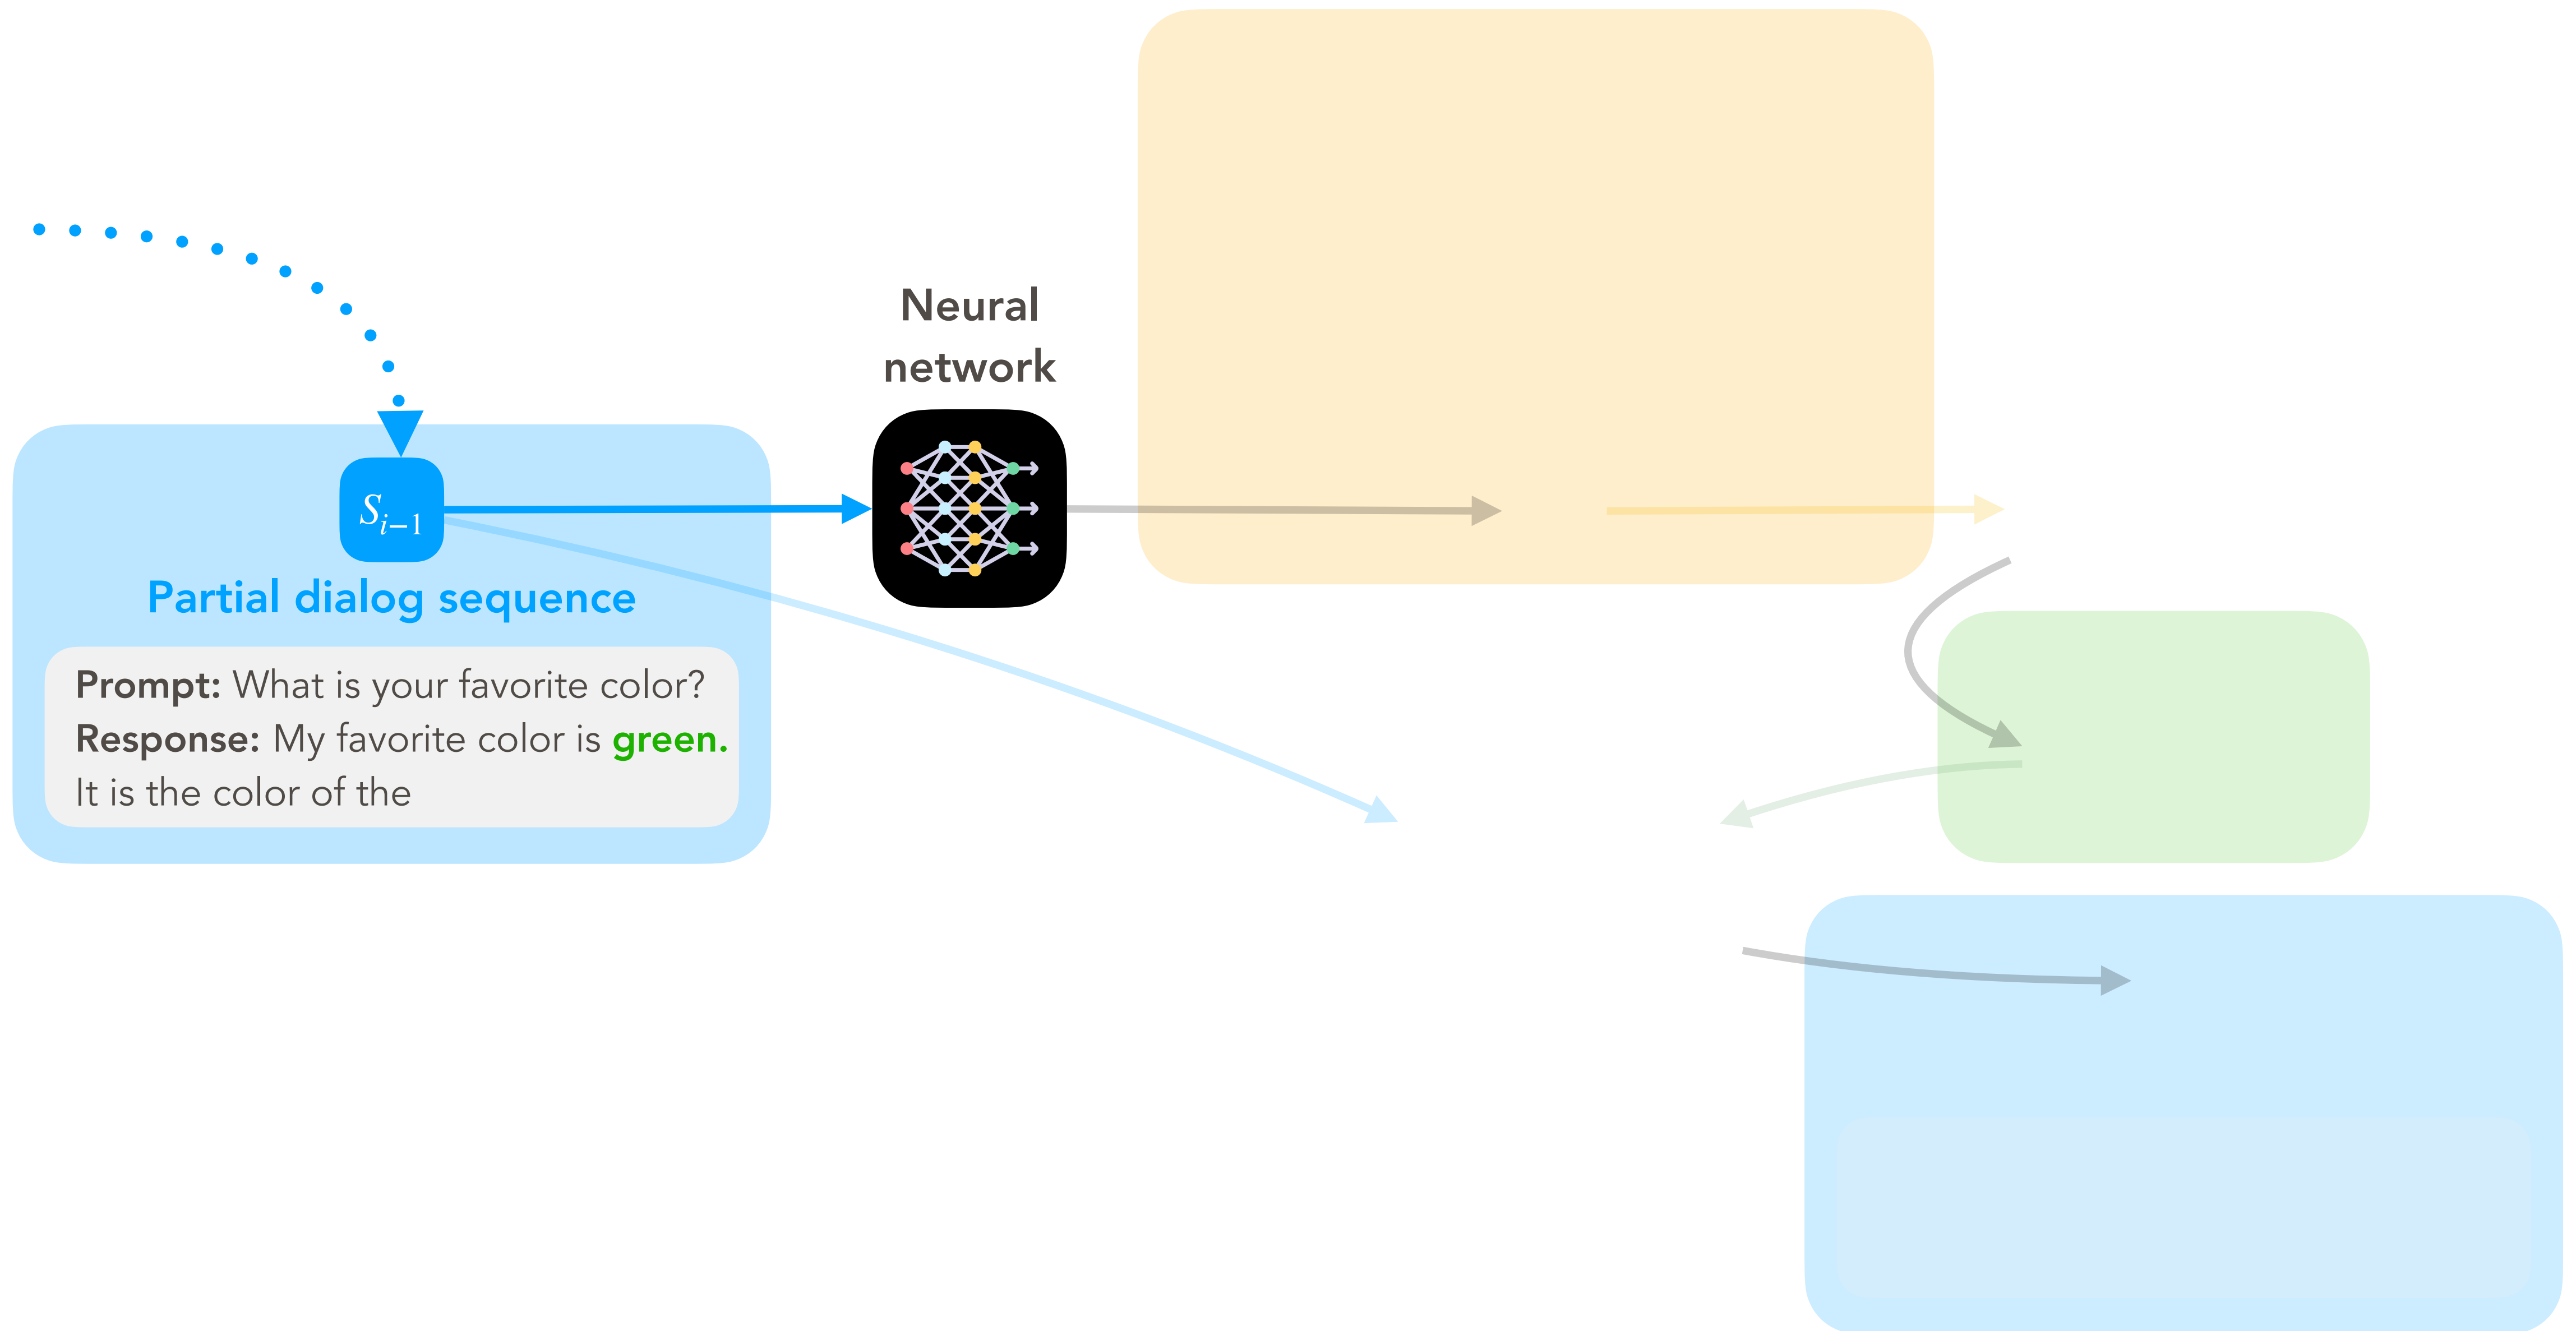 Neural
network
S_{i−1}
Partial dialog sequence
Prompt: What is your favorite color?
Response: My favorite color is green.
It is the color of the